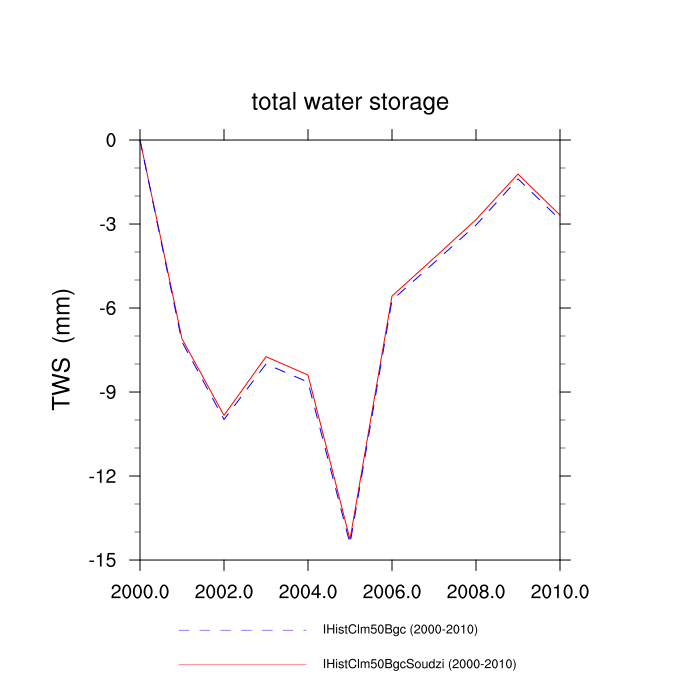 total water storage
TWS (mm)
0
-3
-6
-9
-12
-15
2000.0 2002.0 2004.0 2006.0 2008.0 2010.0
IHistClm50Bgc (2000-2010)
IHistClm50BgcSoudzi (2000-2010)